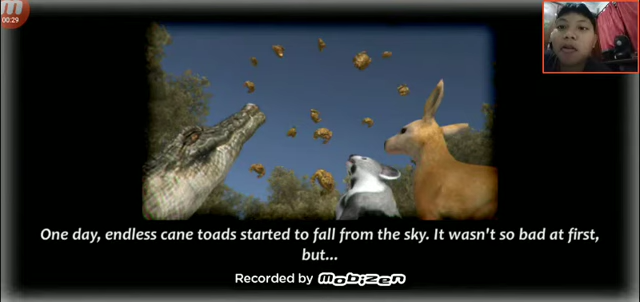 00:29
One day, endless cane toads started to fall from the sky. It wasn't so bad at first,
but...
Recorded by mobizen